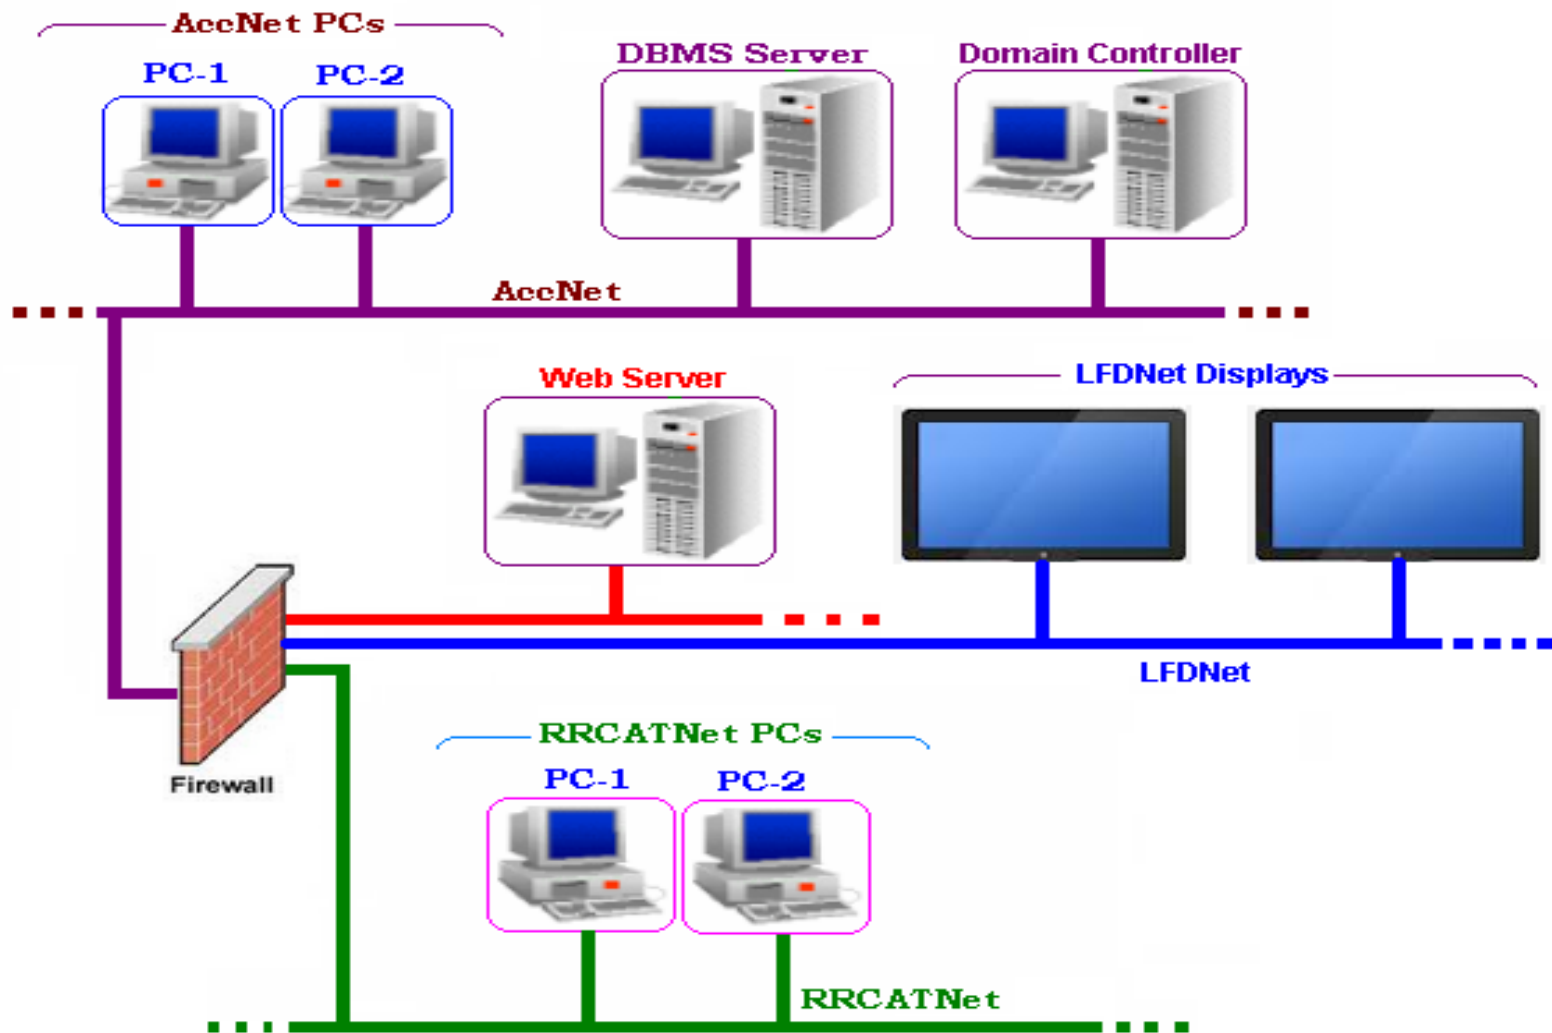 AccNet PCs
PC-1
PC-2
DBMS Server
Domain Controller
AccNet
Web Server
LFDNet Displays
LFDNet
Firewall
RRCATNet PCs
PC-1
PC-2
RRCATNet